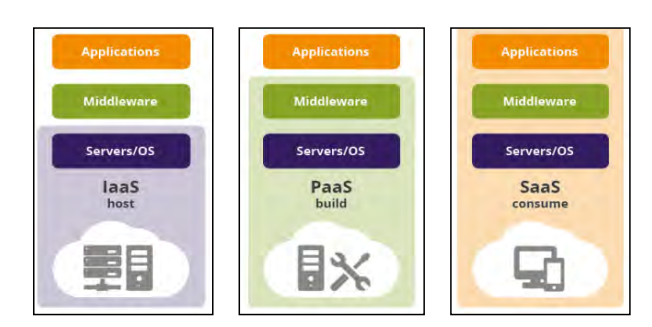 Applications
Middleware
Servers/OS
IaaS
host
Applications
Middleware
Servers/OS
PaaS
build
Applications
Middleware
Servers/OS
SaaS
consume